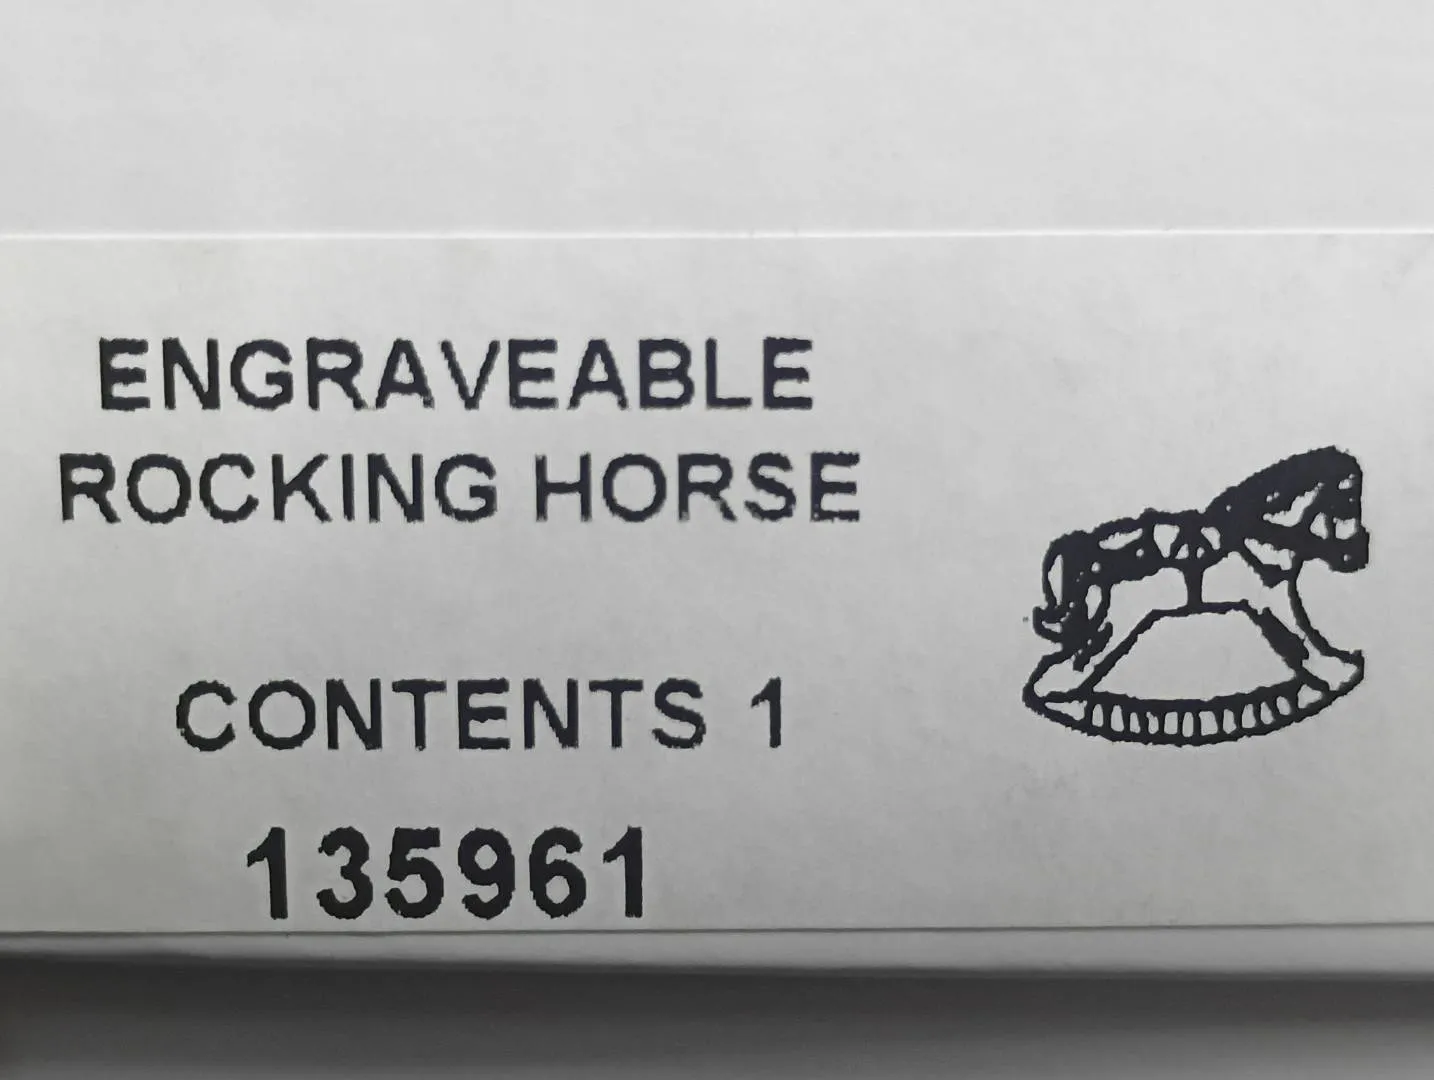 ENGRAVEABLE
ROCKING HORSE
CONTENTS 1
135961